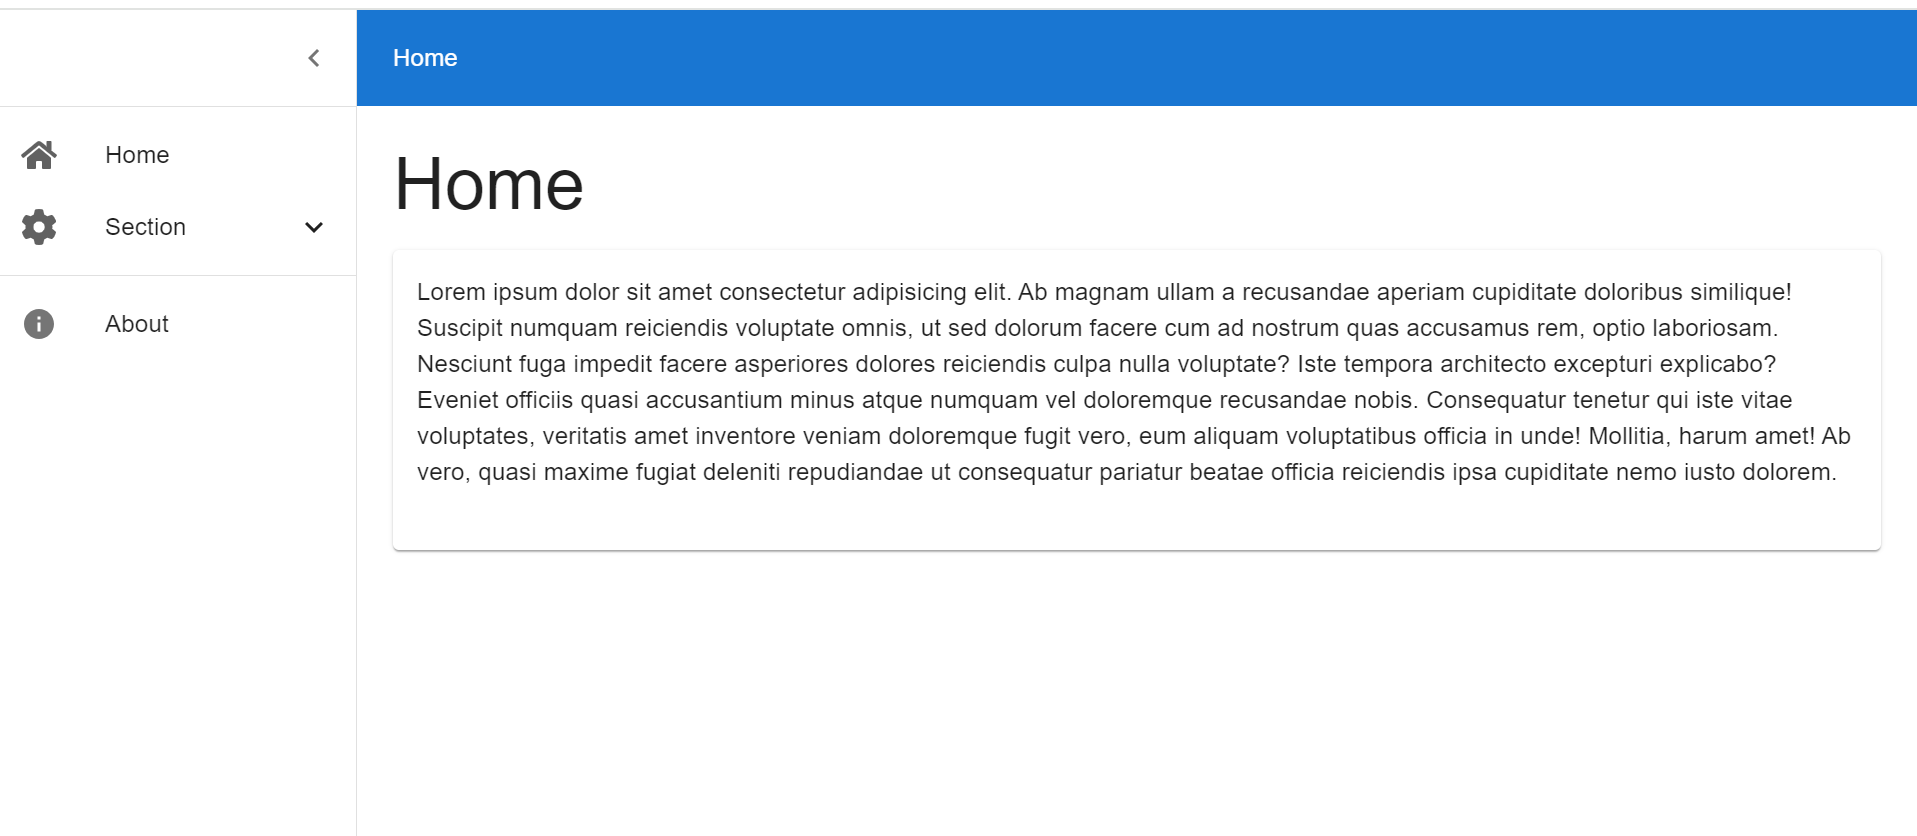 Home
Home
Section
About
Home
Lorem ipsum dolor sit amet consectetur adipisicing elit. Ab magnam ullam a recusandae aperiam cupiditate doloribus similique!
Suscipit numquam reiciendis voluptate omnis, ut sed dolorum facere cum ad nostrum quas accusamus rem, optio laboriosam.
Nesciunt fuga impedit facere asperiores dolores reiciendis culpa nulla voluptate? Iste tempora architecto excepturi explicabo?
Eveniet officiis quasi accusantium minus atque numquam vel doloremque recusandae nobis. Consequatur tenetur qui iste vitae
voluptates, veritatis amet inventore veniam doloremque fugit vero, eum aliquam voluptatibus officia in unde! Mollitia, harum amet! Ab
vero, quasi maxime fugiat deleniti repudiandae ut consequatur pariatur beatae officia reiciendis ipsa cupiditate nemo iusto dolorem.